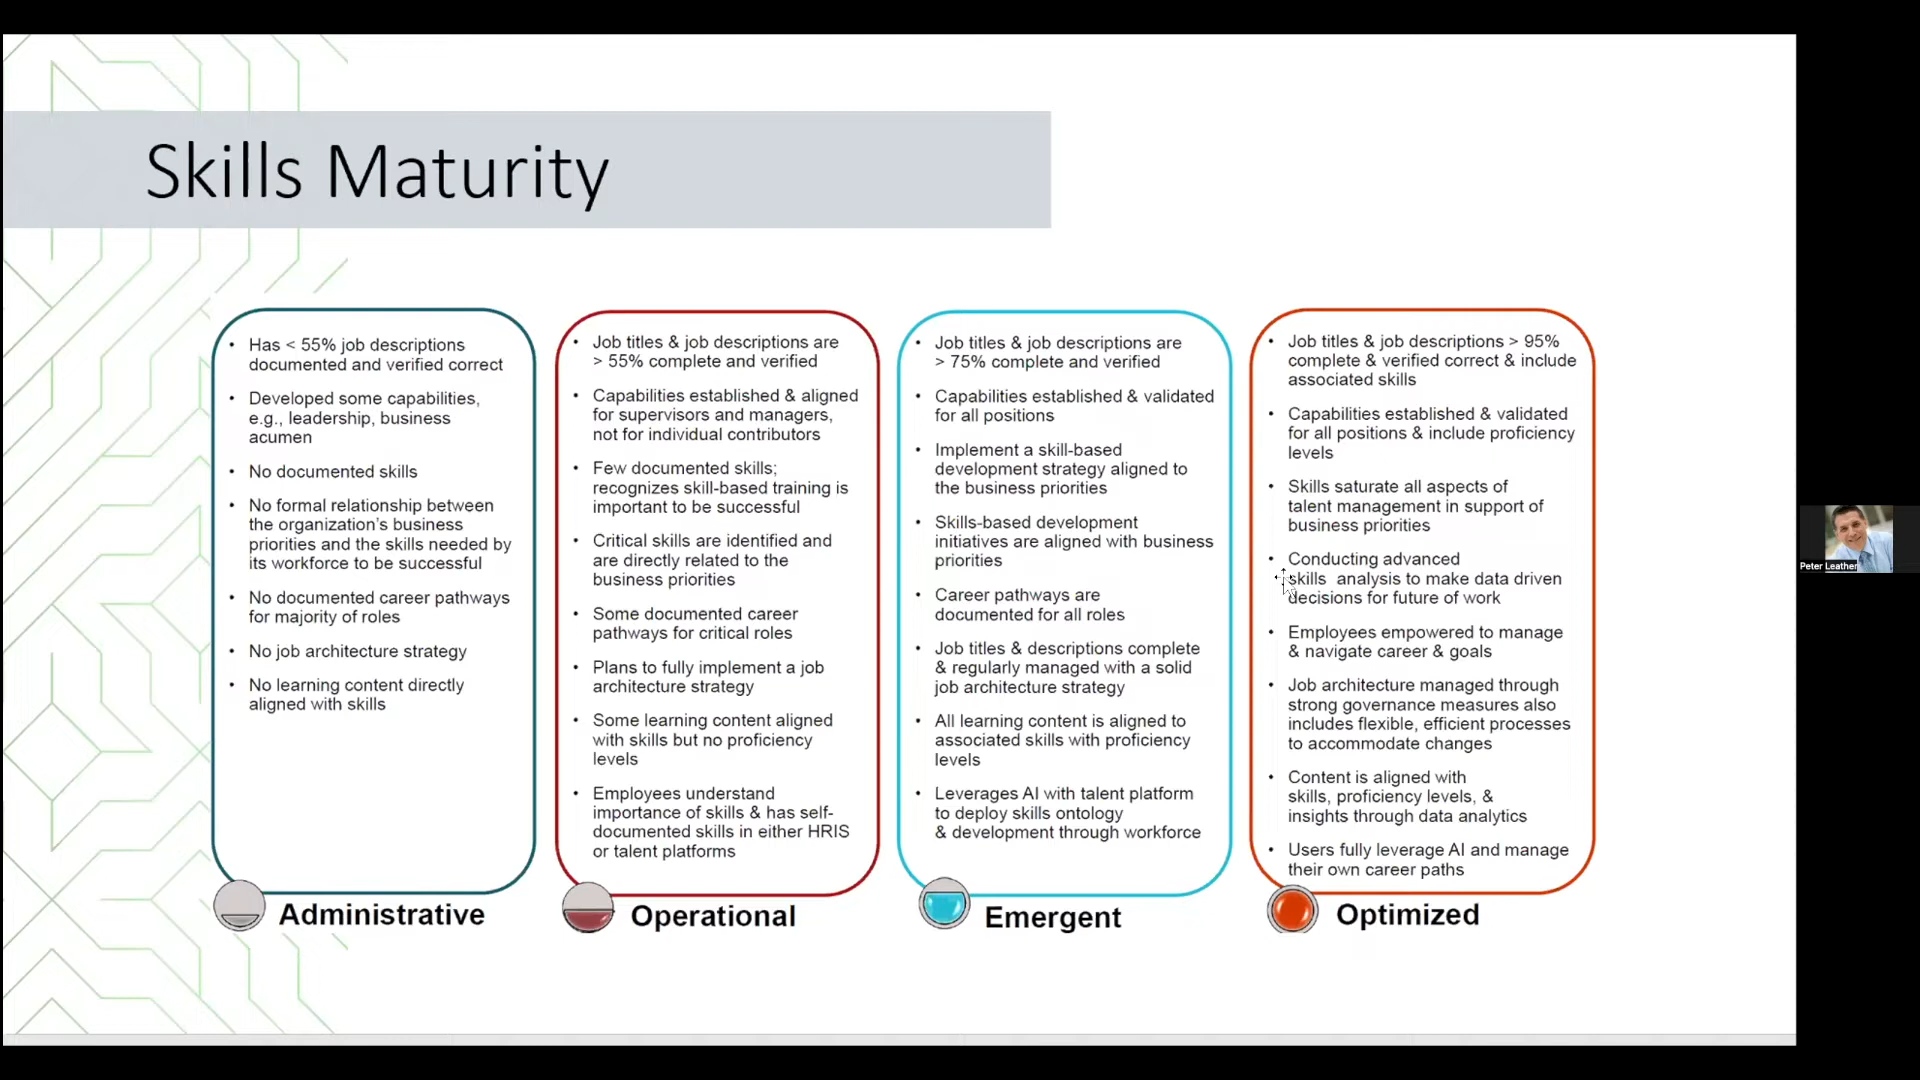 Skills Maturity
• Has < 55% job descriptions
documented and verified correct
• Developed some capabilities,
e.g., leadership, business
acumen
• No documented skills
• No formal relationship between
the organization's business
priorities and the skills needed by
its workforce to be successful
• No documented career pathways
for majority of roles
• No job architecture strategy
• No learning content directly
aligned with skills
Administrative
• Job titles & job descriptions are
> 55% complete and verified
• Capabilities established & aligned
for supervisors and managers,
not for individual contributors
• Few documented skills;
recognizes skill-based training is
important to be successful
• Critical skills are identified and
are directly related to the
business priorities
• Some documented career
pathways for critical roles
• Plans to fully implement a job
architecture strategy
• Some learning content aligned
with skills but no proficiency
levels
• Employees understand
importance of skills & has self-
documented skills in either HRIS
or talent platforms
Operational
• Job titles & job descriptions are
> 75% complete and verified
• Capabilities established & validated
for all positions
• Implement a skill-based
development strategy aligned to
the business priorities
• Skills-based development
initiatives are aligned with business
priorities
• Career pathways are
documented for all roles
• Job titles & descriptions complete
& regularly managed with a solid
job architecture strategy
• All learning content is aligned to
associated skills with proficiency
levels
• Leverages AI with talent platform
to deploy skills ontology
& development through workforce
Emergent
• Job titles & job descriptions > 95%
complete & verified correct & include
associated skills
• Capabilities established & validated
for all positions & include proficiency
levels
• Skills saturate all aspects of
talent management in support of
business priorities
• Conducting advanced
skills analysis to make data driven
decisions for future of work
• Employees empowered to manage
& navigate career & goals
• Job architecture managed through
strong governance measures also
includes flexible, efficient processes
to accommodate changes
• Content is aligned with
skills, proficiency levels, &
insights through data analytics
• Users fully leverage AI and manage
their own career paths
Optimized
Peter Leather